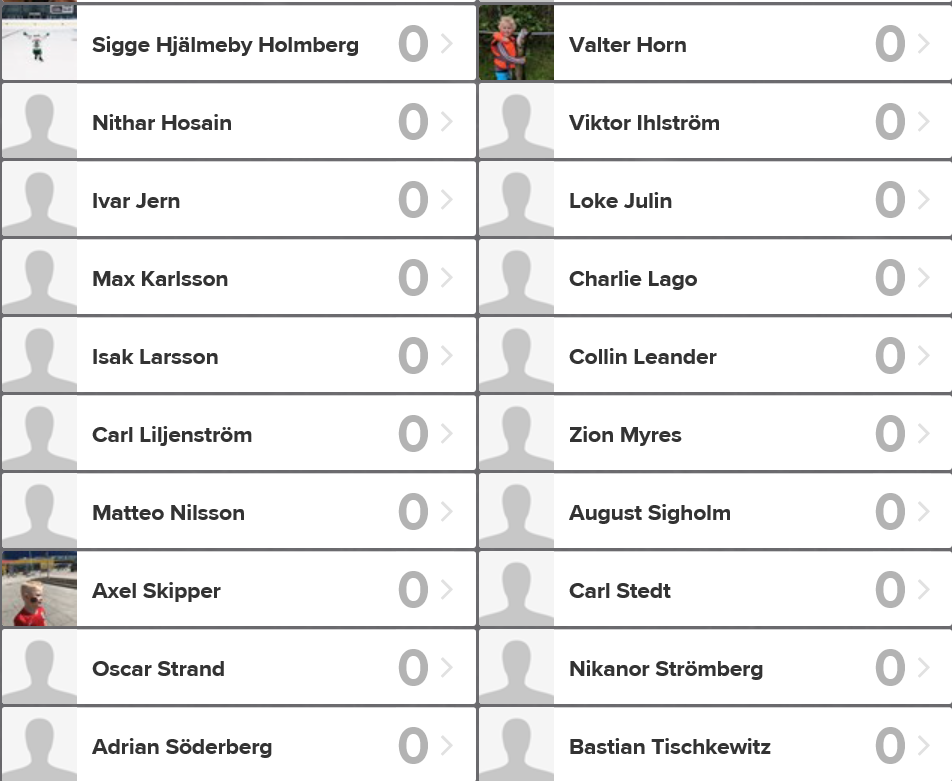 Sigge Hjälmeby Holmberg 0
Valter Horn 0
Nithar Hosain 0
Viktor Ihlström 0
Ivar Jern 0
Loke Julin 0
Max Karlsson 0
Charlie Lago 0
Isak Larsson 0
Collin Leander 0
Carl Liljenström 0
Zion Myres 0
Matteo Nilsson 0
August Sigholm 0
Axel Skipper 0
Carl Stedt 0
Oscar Strand 0
Nikanor Strömberg 0
Adrian Söderberg 0
Bastian Tischkewitz 0